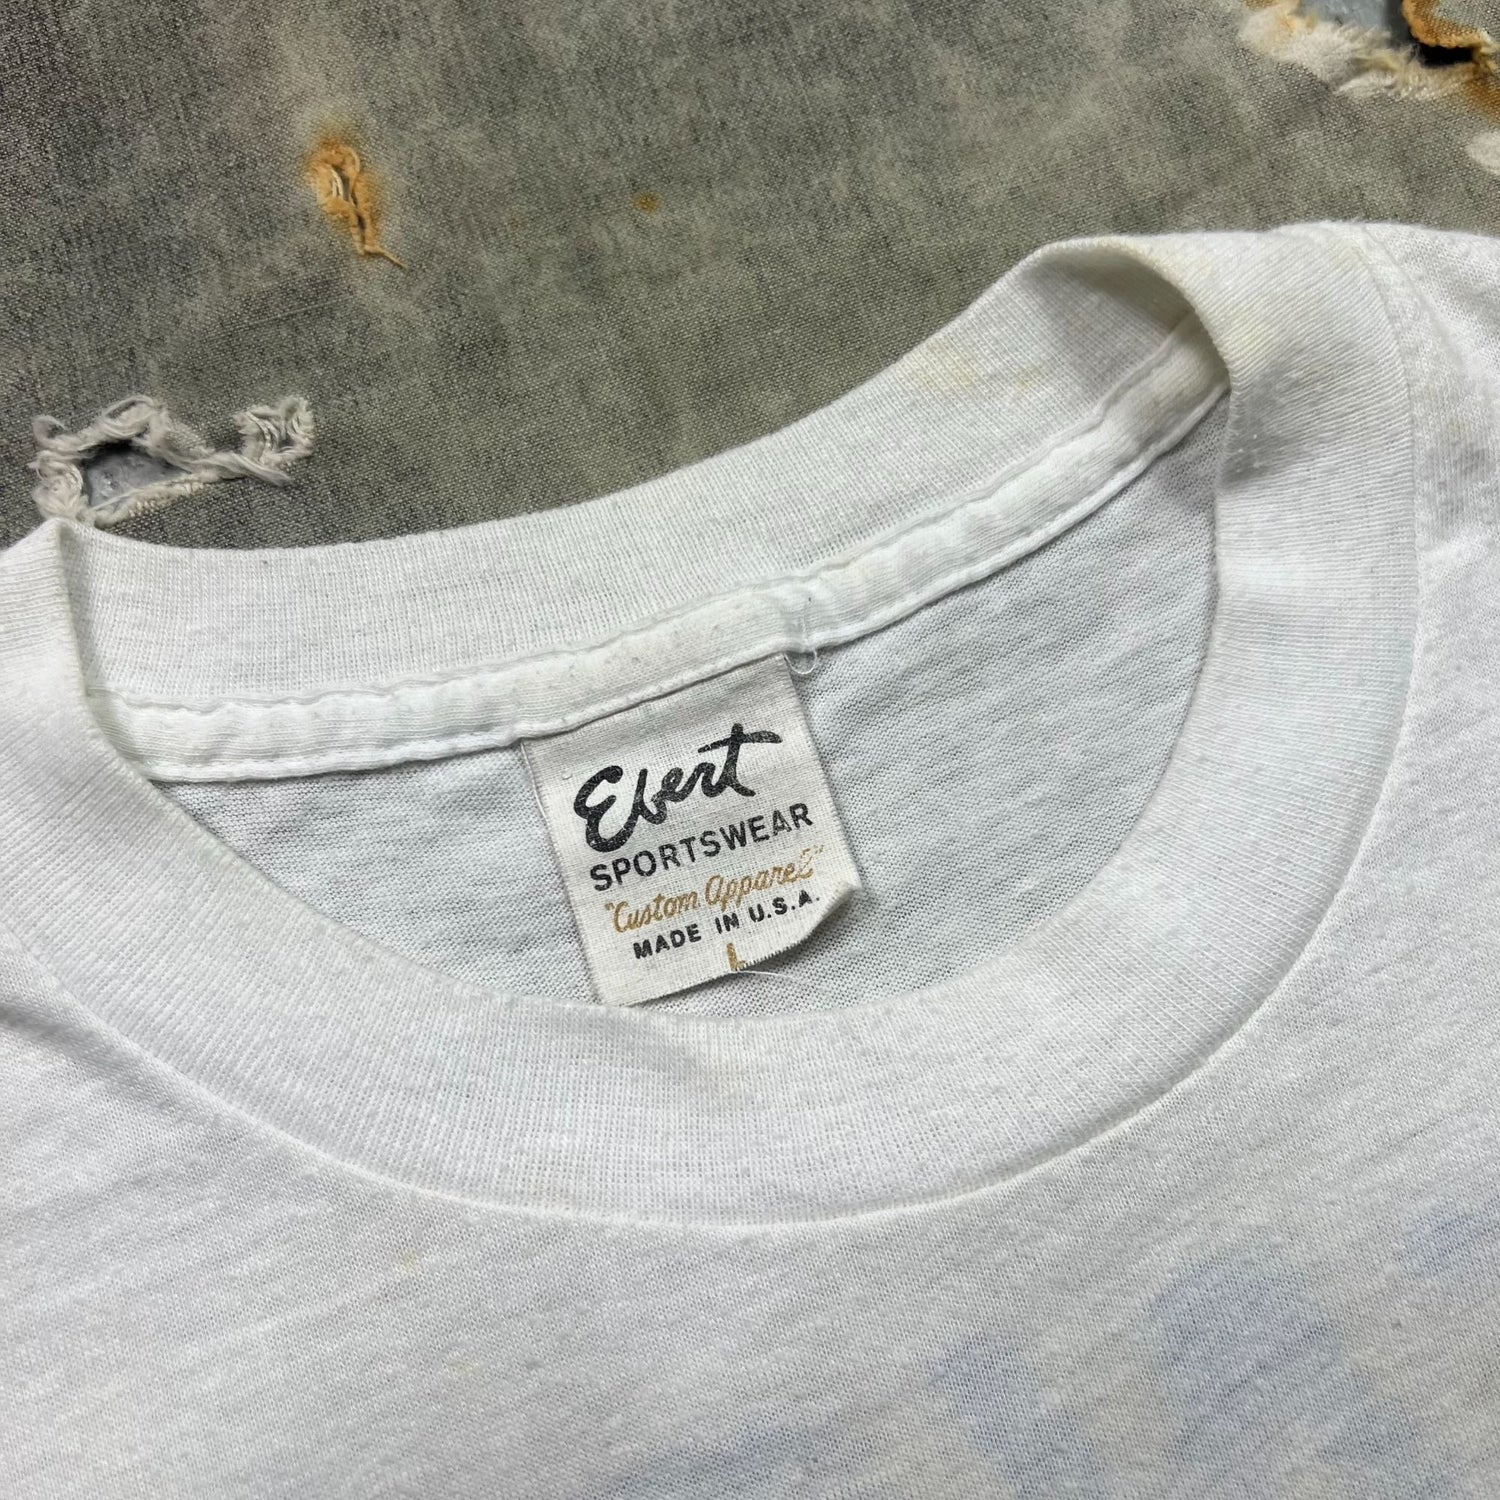 Ebert
SPORTSWEAR
"Custom Apparel"
MADE IN U.S.A.
L